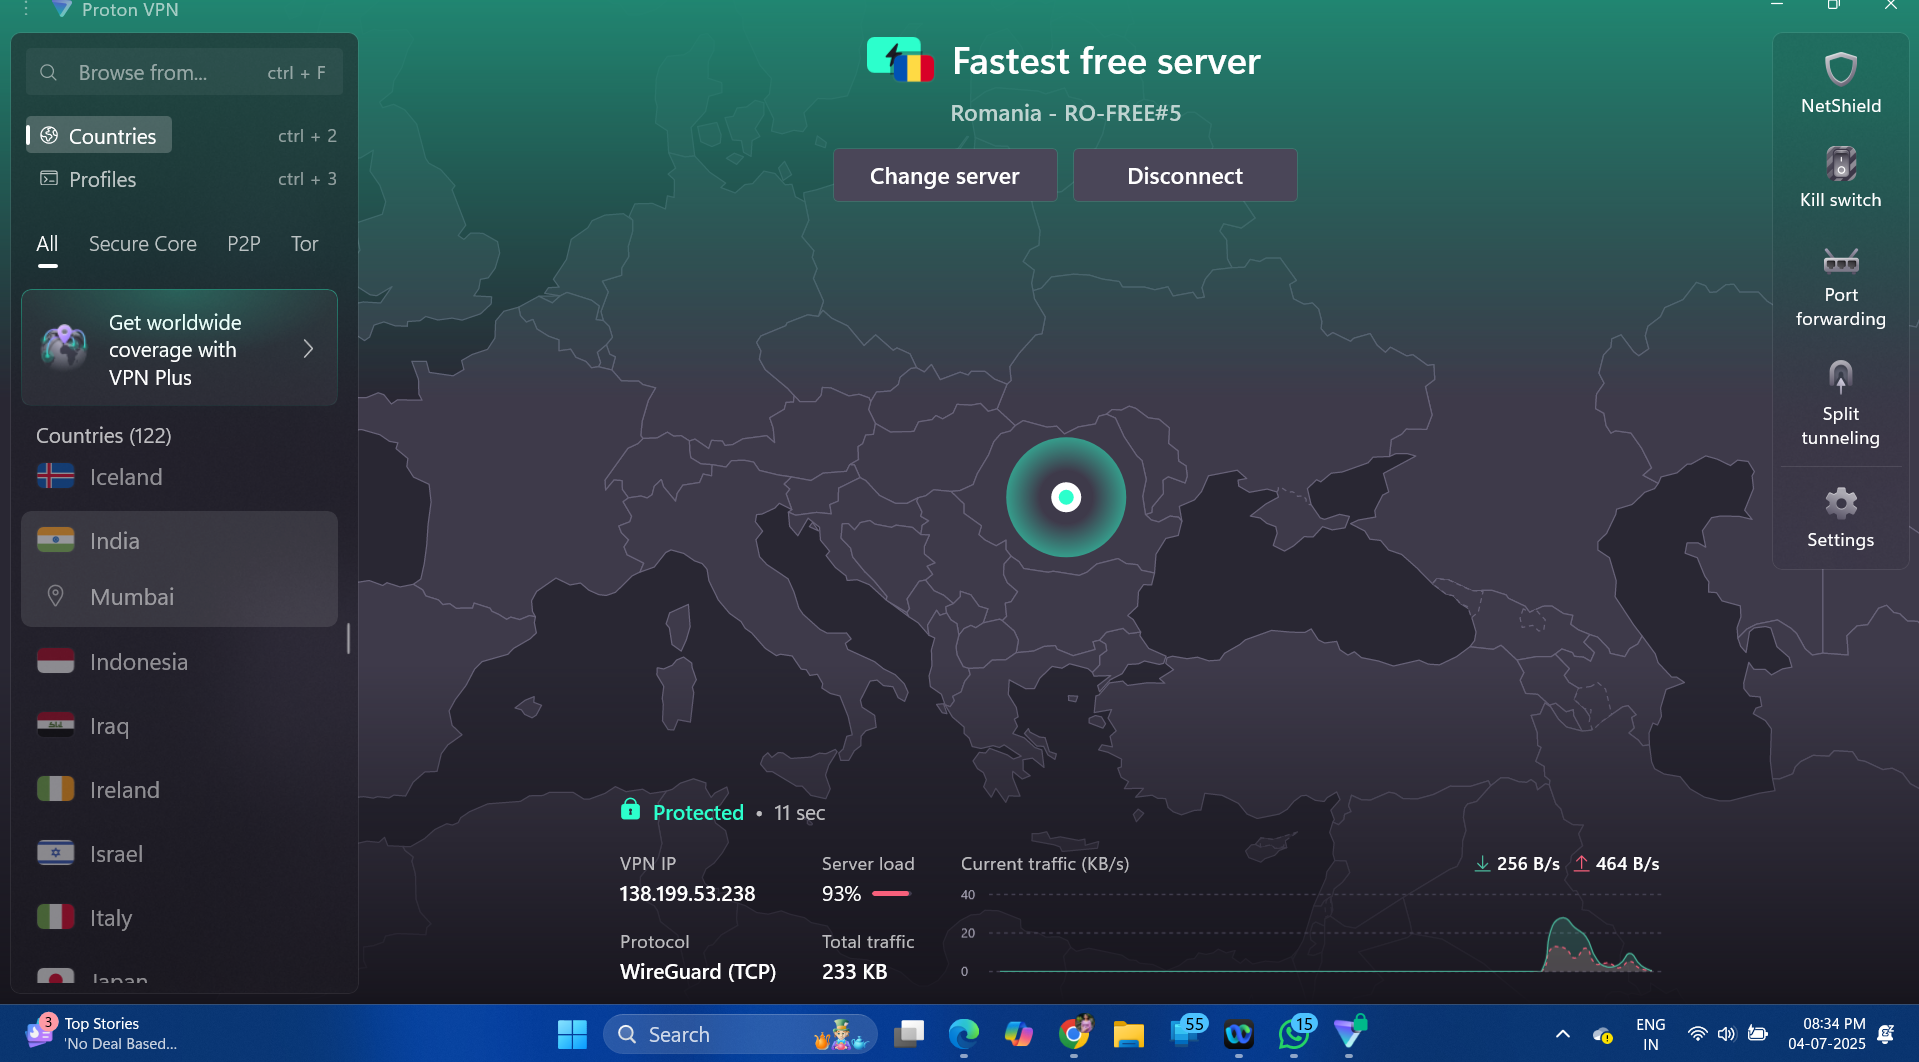 Proton VPN
Browse from... ctrl + F
Countries ctrl + 2
Profiles ctrl + 3
All Secure Core P2P Tor
Get worldwide
coverage with
VPN Plus
Countries (122)
Iceland
India
Mumbai
Indonesia
Iraq
Ireland
Israel
Italy
Japan
Fastest free server
Romania - RO-FREE#5
Change server Disconnect
Protected • 11 sec
VPN IP
138.199.53.238
Server load
93%
Protocol
WireGuard (TCP)
Total traffic
233 KB
Current traffic (KB/s)
256 B/s 464 B/s
40
20
0
NetShield
Kill switch
Port
forwarding
Split
tunneling
Settings
3
Top Stories
'No Deal Based...
Search
55
15
ENG
IN
08:34 PM
04-07-2025